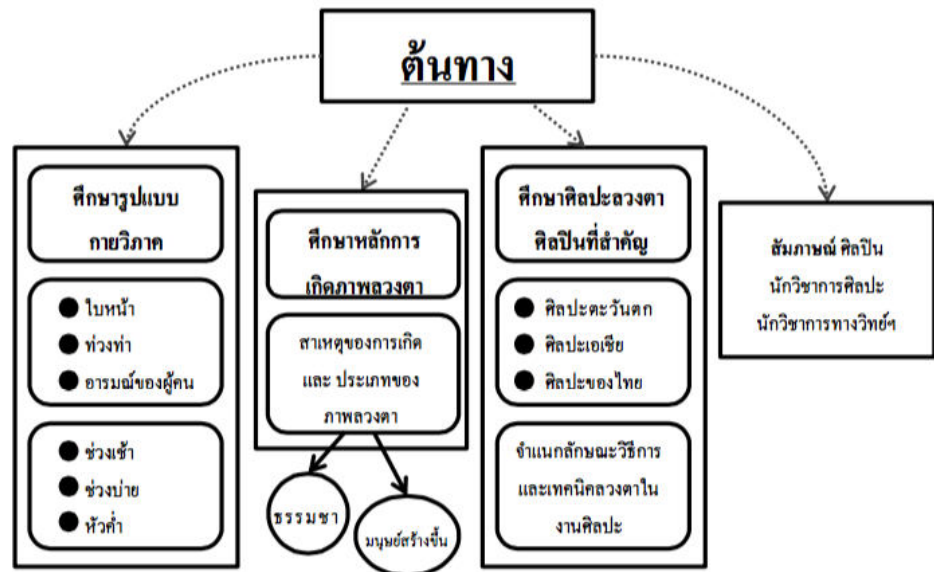 ต้นทาง
ศึกษารูปแบบ
กายวิภาค
ใบหน้า
ท่วงท่า
อารมณ์ของผู้คน
ช่วงเช้า
ช่วงบ่าย
หัวค่ำ
ศึกษาหลักการ
เกิดภาพลวงตา
สาเหตุของการเกิด
และ ประเภทของ
ภาพลวงตา
ธรรมชา
มนุษย์สร้างขึ้น
ศึกษาศิลปะลวงตา
ศิลปินที่สำคัญ
ศิลปะตะวันตก
ศิลปะเอเชีย
ศิลปะของไทย
จำแนกลักษณะวิธีการ
และเทคนิคลวงตาใน
งานศิลปะ
สัมภาษณ์ ศิลปิน
นักวิชาการศิลปะ
นักวิชาการทางวิทย์ฯ